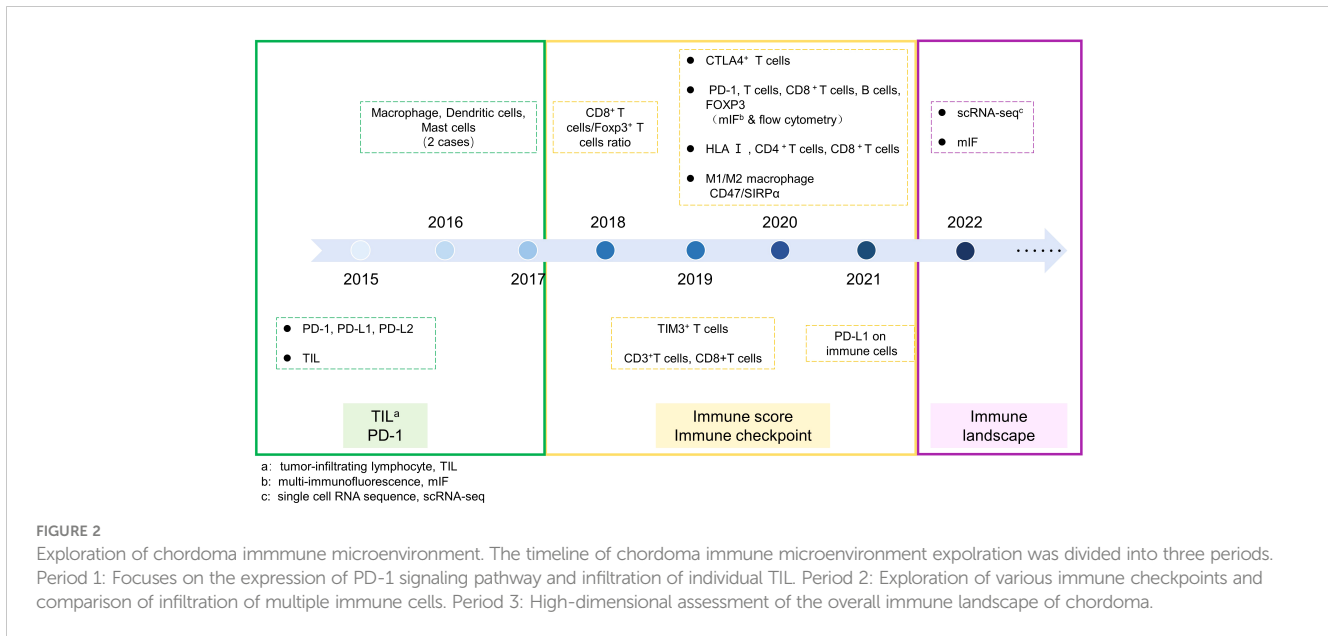 Macrophage, Dendritic cells,
Mast cells
(2 cases)
CD8⁺ T
cells/Foxp3⁺ T
cells ratio
● CTLA4⁺ T cells
● PD-1, T cells, CD8⁺ T cells, B cells,
FOXP3
（mIFᵇ & flow cytometry）
● HLA Ⅰ, CD4⁺ T cells, CD8⁺ T cells
● M1/M2 macrophage
CD47/SIRPα
● scRNA-seqᶜ
● mIF
2016
2018
2020
2022
......
2015
2017
2019
2021
● PD-1, PD-L1, PD-L2
● TIL
TIM3⁺ T cells
CD3⁺T cells, CD8+T cells
PD-L1 on
immune cells
TILᵃ
PD-1
Immune score
Immune checkpoint
Immune
landscape
a: tumor-infiltrating lymphocyte, TIL
b: multi-immunofluorescence, mIF
c: single cell RNA sequence, scRNA-seq
FIGURE 2
Exploration of chordoma immmune microenvironment. The timeline of chordoma immune microenvironment expolration was divided into three periods.
Period 1: Focuses on the expression of PD-1 signaling pathway and infiltration of individual TIL. Period 2: Exploration of various immune checkpoints and
comparison of infiltration of multiple immune cells. Period 3: High-dimensional assessment of the overall immune landscape of chordoma.